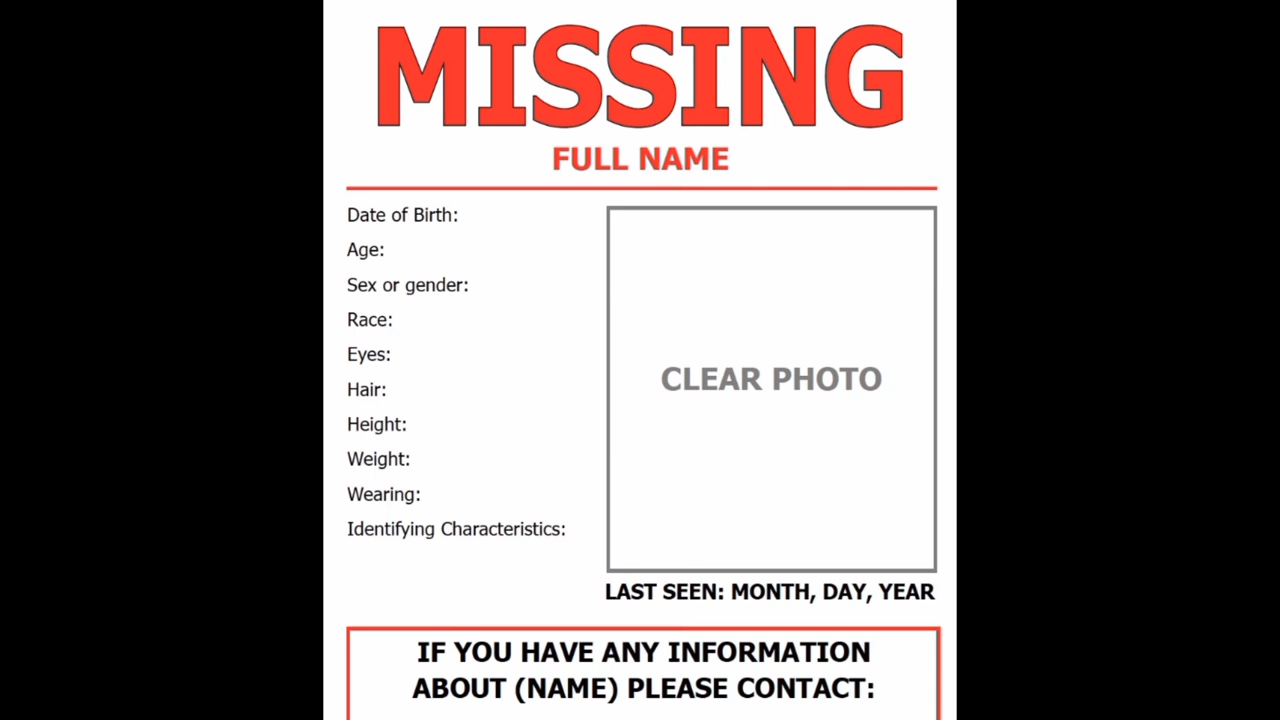 MISSING
FULL NAME
Date of Birth:
Age:
Sex or gender:
Race:
Eyes:
Hair:
Height:
Weight:
Wearing:
Identifying Characteristics:
CLEAR PHOTO
LAST SEEN: MONTH, DAY, YEAR
IF YOU HAVE ANY INFORMATION
ABOUT (NAME) PLEASE CONTACT: